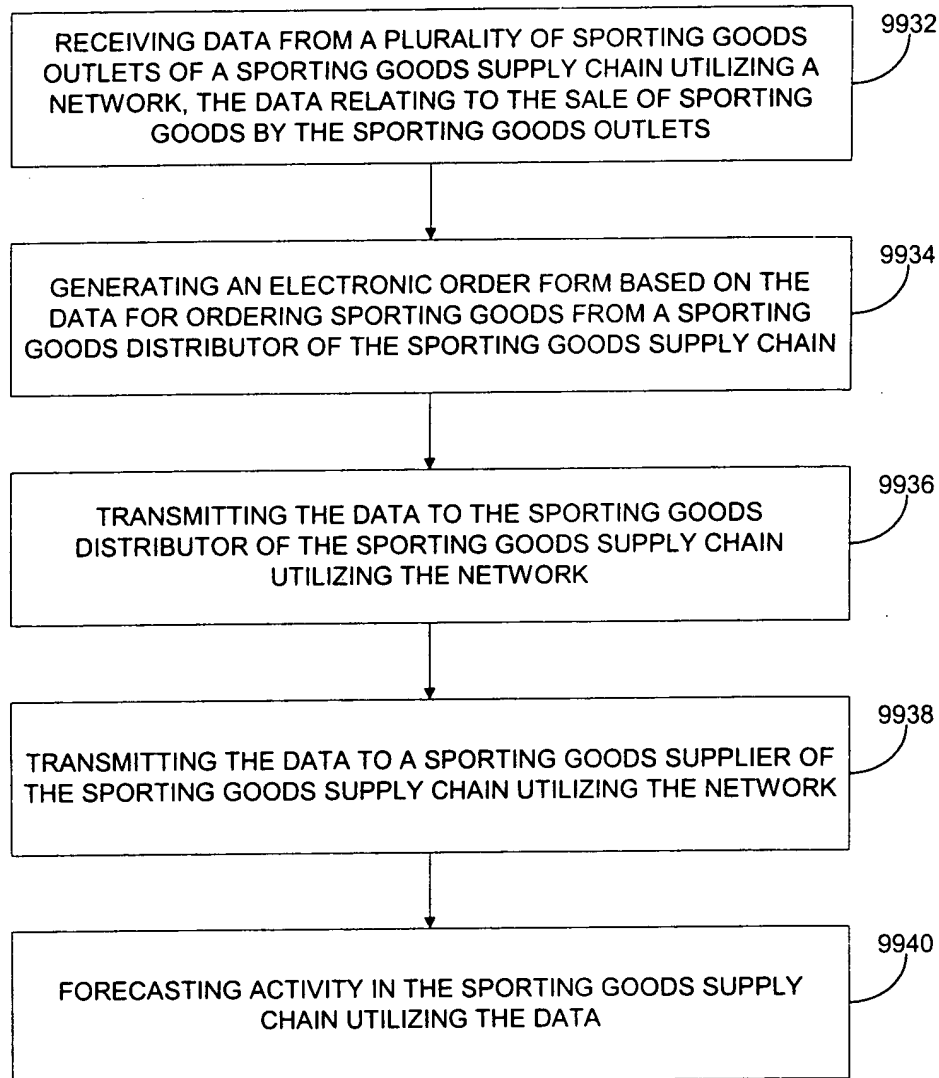 RECEIVING DATA FROM A PLURALITY OF SPORTING GOODS
OUTLETS OF A SPORTING GOODS SUPPLY CHAIN UTILIZING A
NETWORK, THE DATA RELATING TO THE SALE OF SPORTING
GOODS BY THE SPORTING GOODS OUTLETS
9932
GENERATING AN ELECTRONIC ORDER FORM BASED ON THE
DATA FOR ORDERING SPORTING GOODS FROM A SPORTING
GOODS DISTRIBUTOR OF THE SPORTING GOODS SUPPLY CHAIN
9934
TRANSMITTING THE DATA TO THE SPORTING GOODS
DISTRIBUTOR OF THE SPORTING GOODS SUPPLY CHAIN
UTILIZING THE NETWORK
9936
TRANSMITTING THE DATA TO A SPORTING GOODS SUPPLIER OF
THE SPORTING GOODS SUPPLY CHAIN UTILIZING THE NETWORK
9938
FORECASTING ACTIVITY IN THE SPORTING GOODS SUPPLY
CHAIN UTILIZING THE DATA
9940